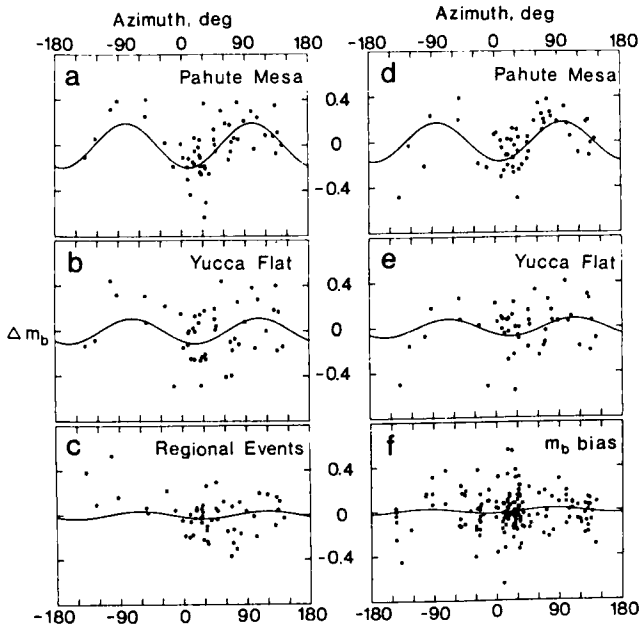 Azimuth, deg Azimuth, deg
-180 -90 0 90 180 -180 -90 0 90 180
a Pahute Mesa d Pahute Mesa
0.4
0
-0.4
b Yucca Flat e Yucca Flat
0.4
Δ m_b 0
-0.4
c Regional Events f m_b bias
0.4
0
-0.4
-180 -90 0 90 180 -180 -90 0 90 180